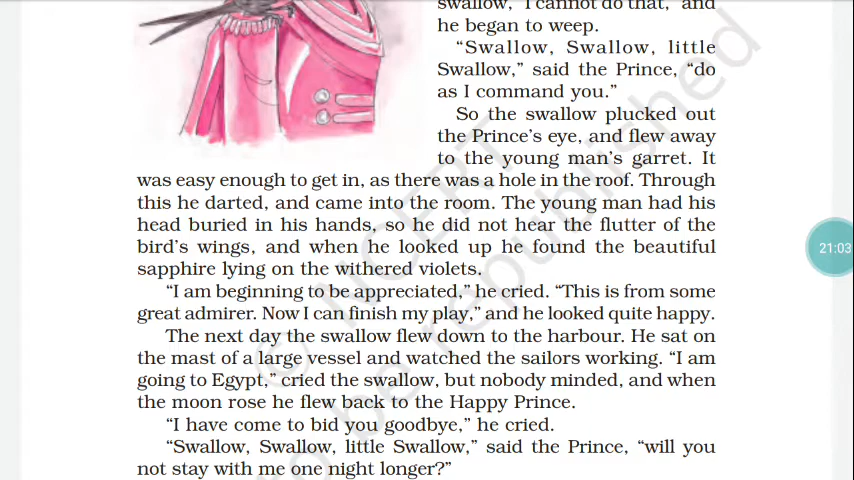 swallow, “I cannot do that,” and
he began to weep.
“Swallow, Swallow, little
Swallow,” said the Prince, “do
as I command you.”
So the swallow plucked out
the Prince’s eye, and flew away
to the young man’s garret. It
was easy enough to get in, as there was a hole in the roof. Through
this he darted, and came into the room. The young man had his
head buried in his hands, so he did not hear the flutter of the
bird’s wings, and when he looked up he found the beautiful
sapphire lying on the withered violets.
“I am beginning to be appreciated,” he cried. “This is from some
great admirer. Now I can finish my play,” and he looked quite happy.
The next day the swallow flew down to the harbour. He sat on
the mast of a large vessel and watched the sailors working. “I am
going to Egypt,” cried the swallow, but nobody minded, and when
the moon rose he flew back to the Happy Prince.
“I have come to bid you goodbye,” he cried.
“Swallow, Swallow, little Swallow,” said the Prince, “will you
not stay with me one night longer?”
21:03
© NCERT
to be republished